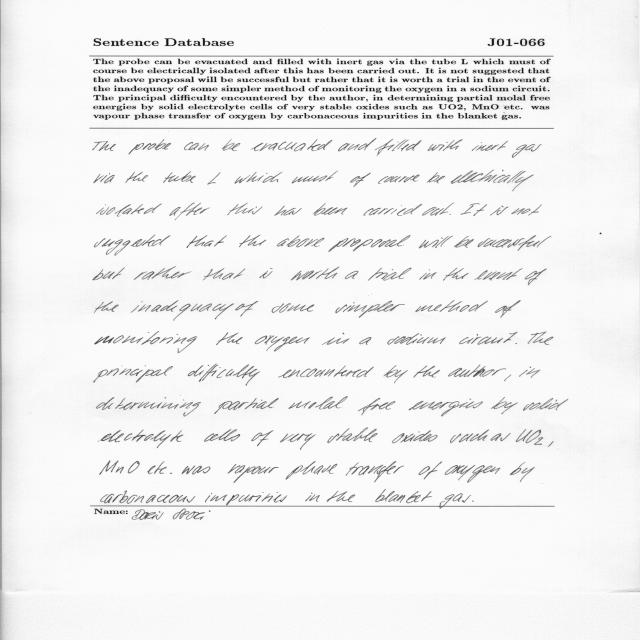 Sentence Database J01-066
The probe can be evacuated and filled with inert gas via the tube L which must of
course be electrically isolated after this has been carried out. It is not suggested that
the above proposal will be successful but rather that it is worth a trial in the event of
the inadequacy of some simpler method of monitoring the oxygen in a sodium circuit.
The principal difficulty encountered by the author, in determining partial molal free
energies by solid electrolyte cells of very stable oxides such as UO2, MnO etc. was
vapour phase transfer of oxygen by carbonaceous impurities in the blanket gas.
The probe can be evacuated and filled with inert gas
via the tube L which must of course be electrically
isolated after this has been carried out. It is not
suggested that the above proposal will be successful
but rather that is worth a trial in the event of
the inadequacy of some simpler method of
monitoring the oxygen in a sodium circuit. The
principal difficulty encountered by the author, in
determining partial molal free energies by solid
electrolyte cells of very stable oxides such as UO2,
MnO etc. was vapour phase transfer of oxygen by
carbonaceous impurities in the blanket gas.
Name: